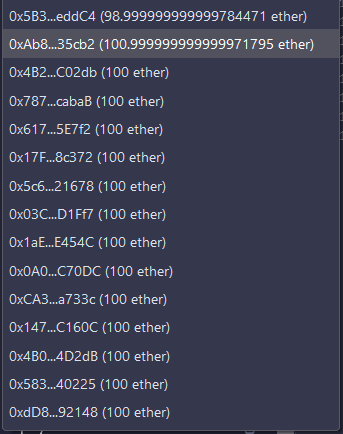 0x5B3...eddC4 (98.999999999999784471 ether)
0xAb8...35cb2 (100.999999999999971795 ether)
0x4B2...C02db (100 ether)
0x787...cabaB (100 ether)
0x617...5E7f2 (100 ether)
0x17F...8c372 (100 ether)
0x5c6...21678 (100 ether)
0x03C...D1Ff7 (100 ether)
0x1aE...E454C (100 ether)
0x0A0...C70DC (100 ether)
0xCA3...a733c (100 ether)
0x147...C160C (100 ether)
0x4B0...4D2dB (100 ether)
0x583...40225 (100 ether)
0xdD8...92148 (100 ether)